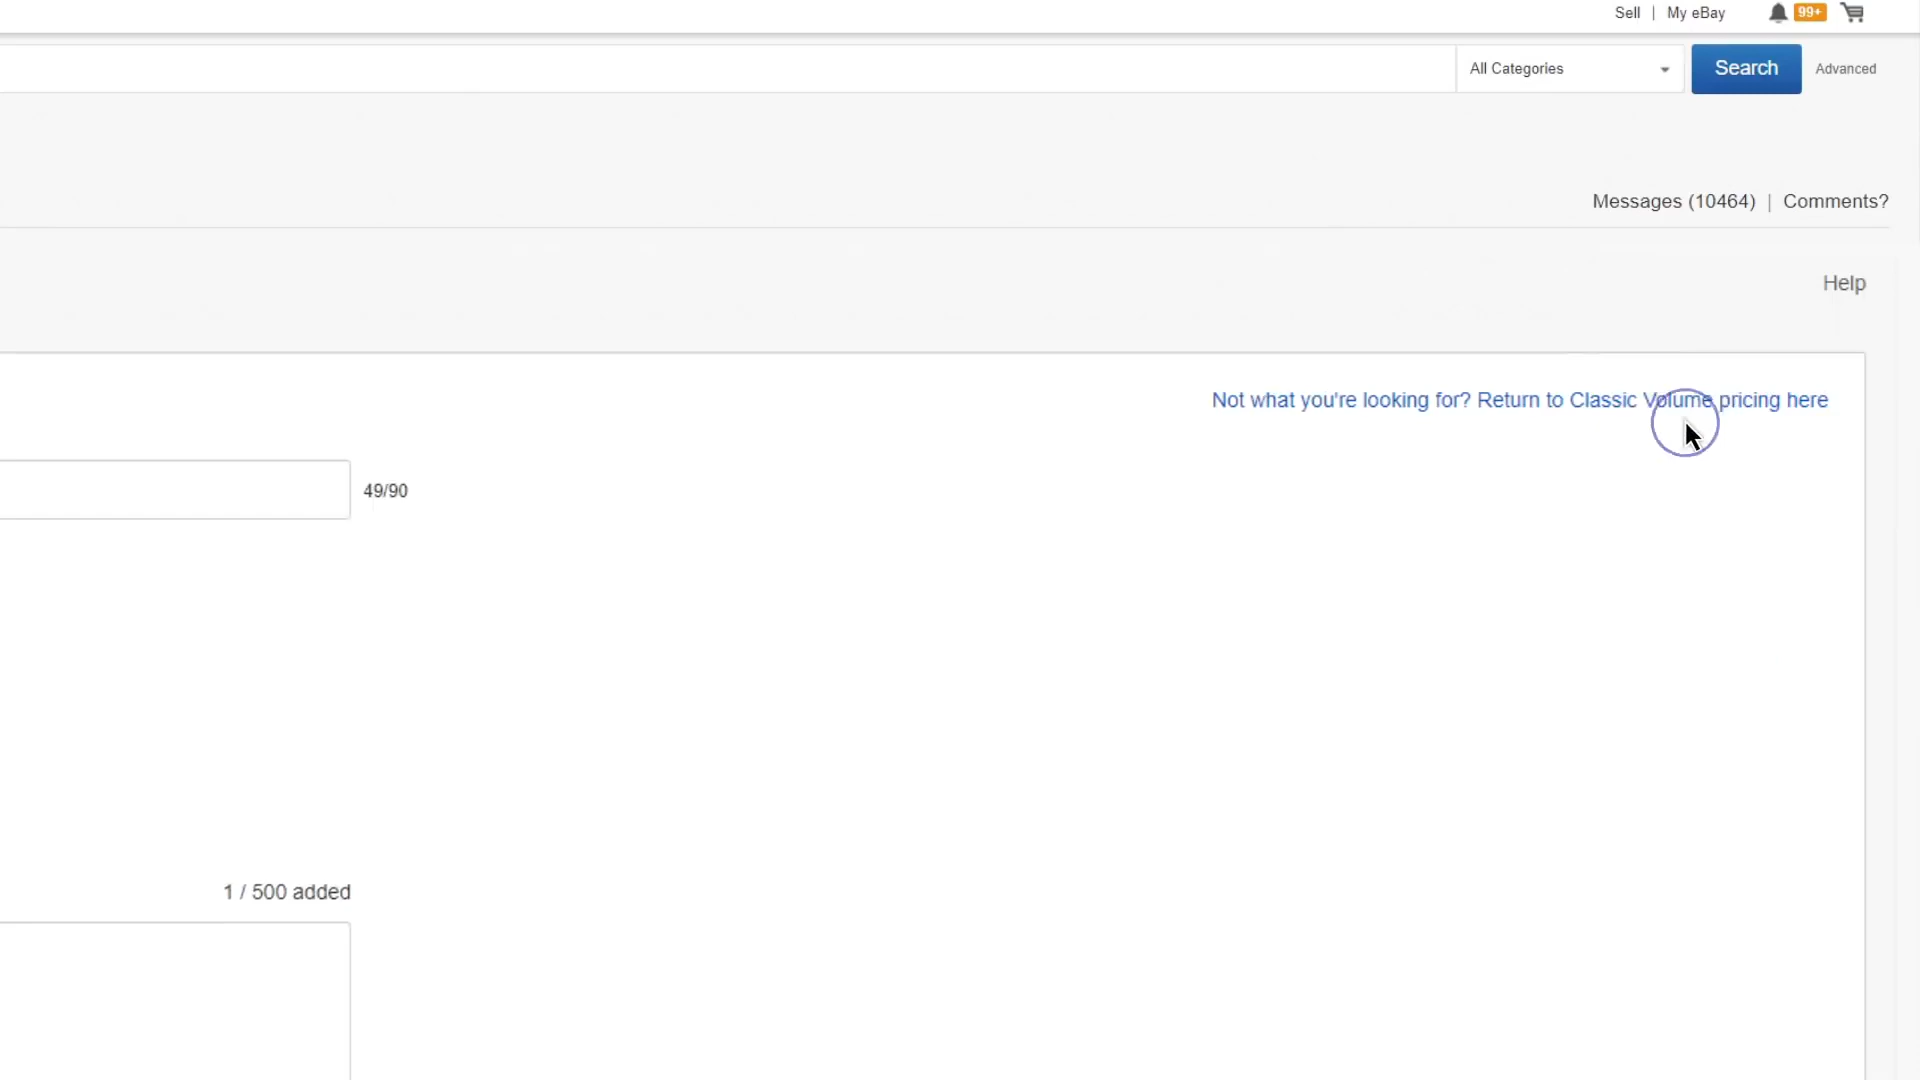 Sell | My eBay 99+
All Categories Search Advanced
Messages (10464) | Comments?
Help
Not what you're looking for? Return to Classic Volume pricing here
49/90
1 / 500 added